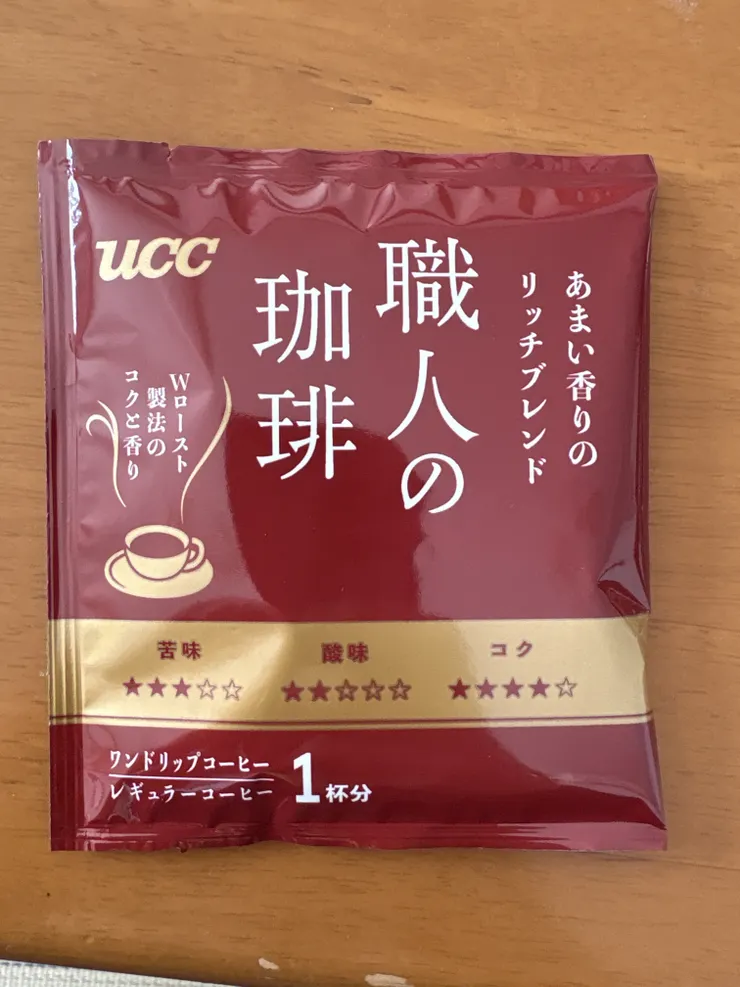 ucc
あまい香りの
リッチブレンド
職人の
珈琲
Wロースト
製法の
コクと香り
苦味
★★★☆☆
酸味
★★☆☆☆
コク
★★★★☆
ワンドリップコーヒー
レギュラーコーヒー
1杯分